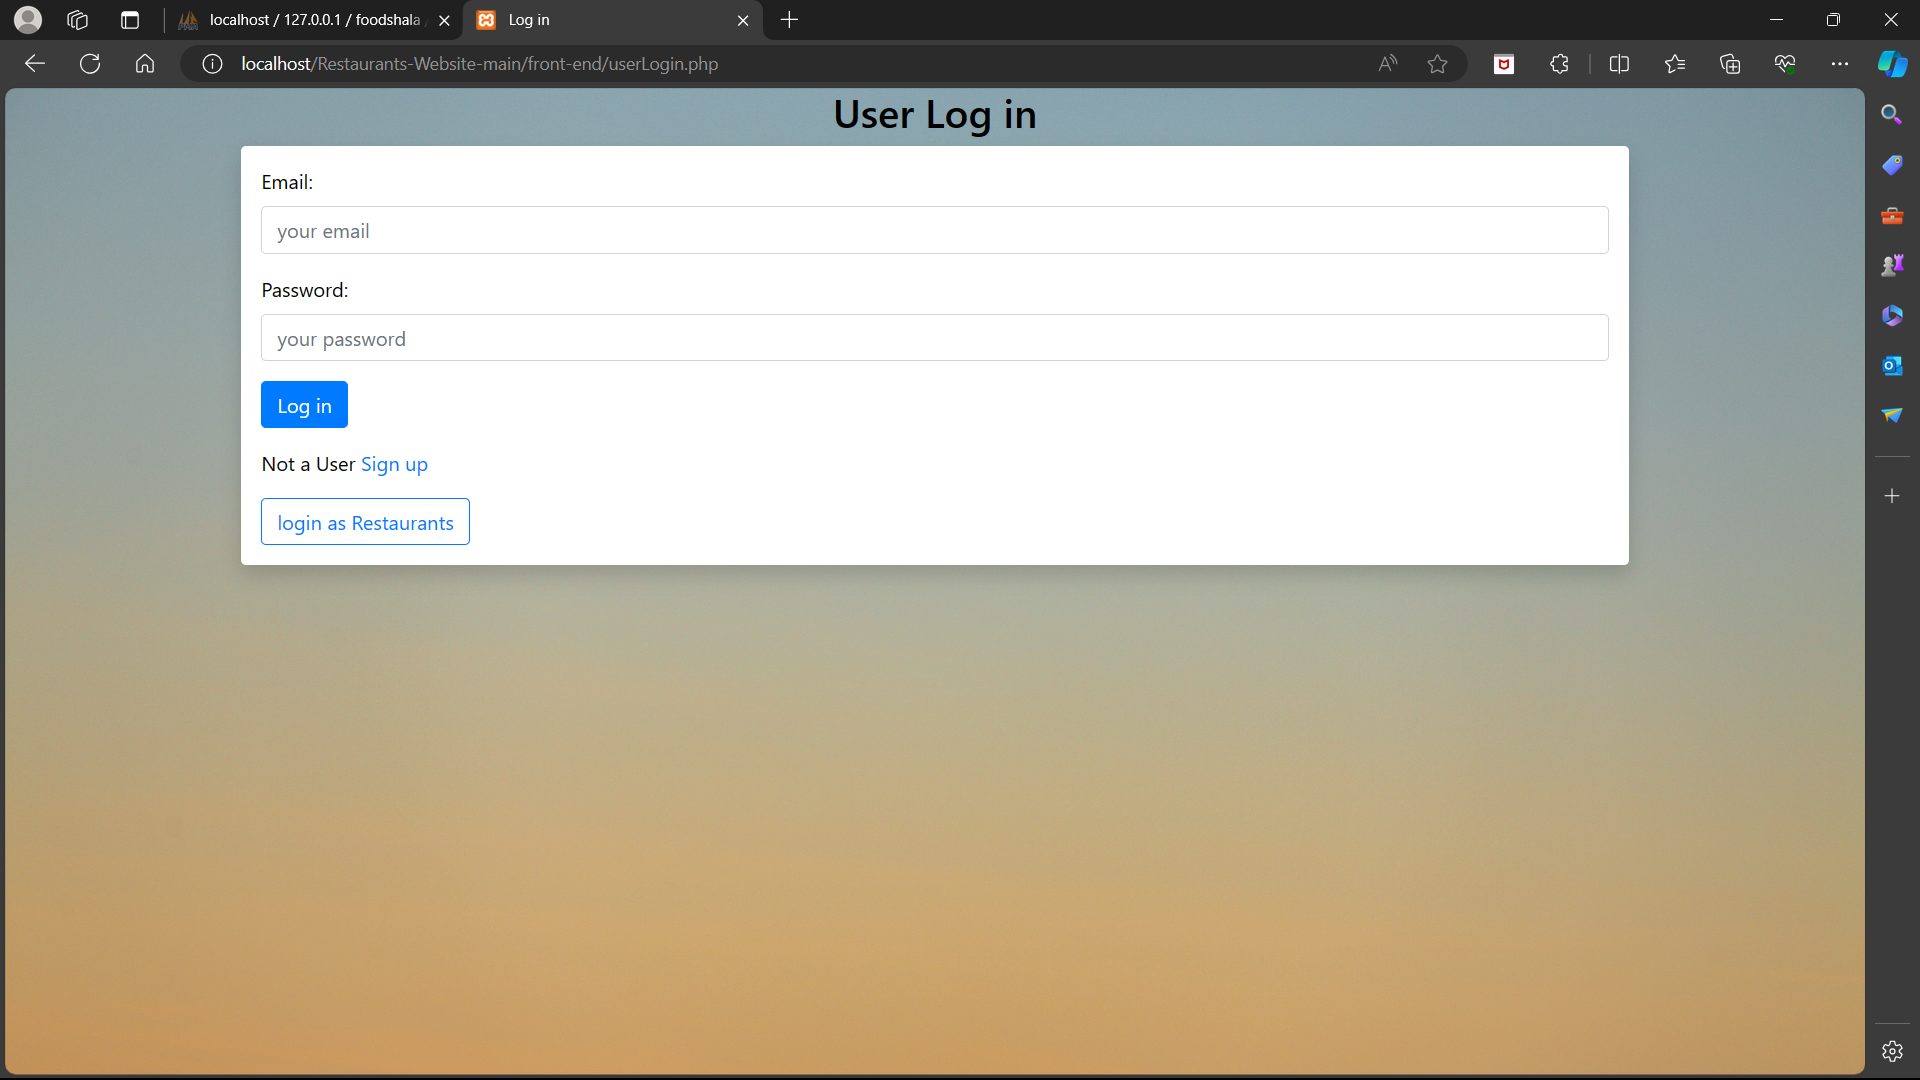 localhost / 127.0.0.1 / foodshala
Log in
localhost/Restaurants-Website-main/front-end/userLogin.php
User Log in
Email:
your email
Password:
your password
Log in
Not a User Sign up
login as Restaurants